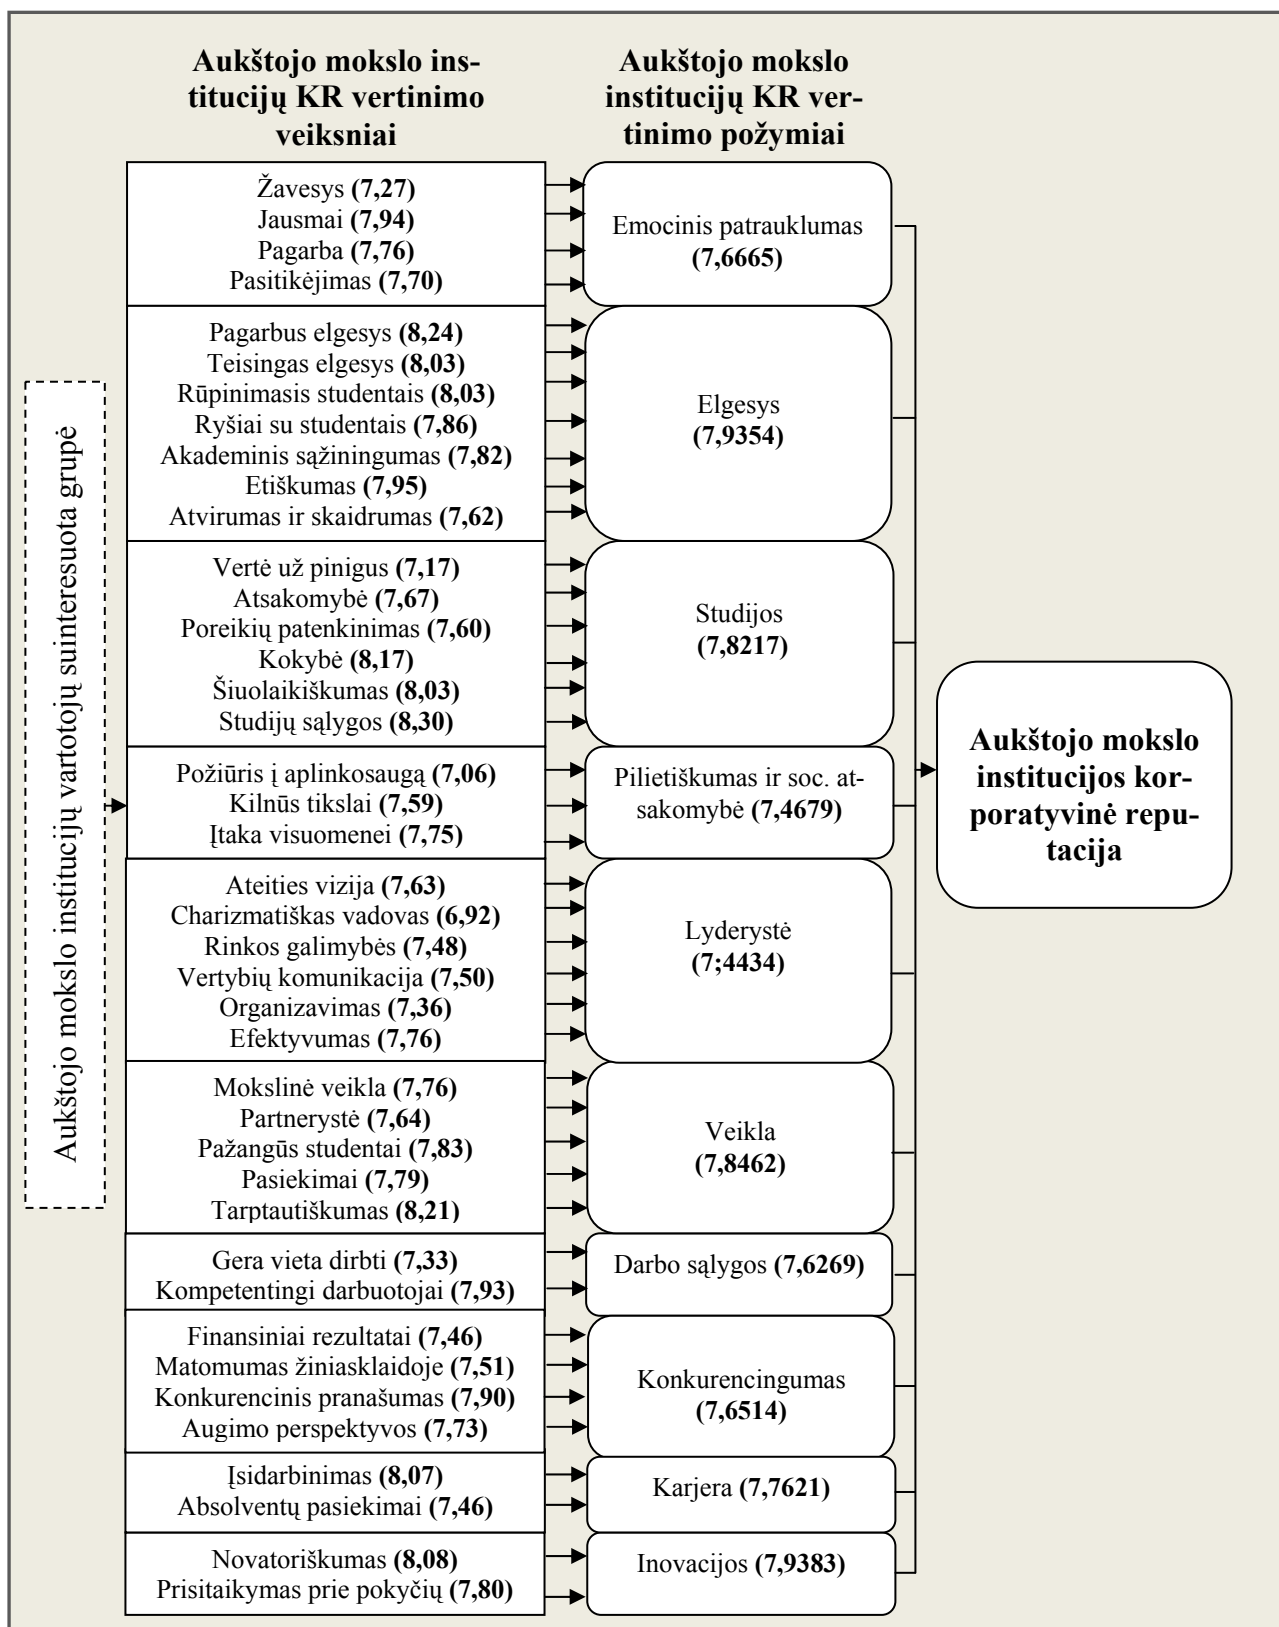 Aukštojo mokslo ins-
titucijų KR vertinimo
veiksniai
Aukštojo mokslo
institucijų KR ver-
tinimo požymiai
Aukštojo mokslo institucijų vartotojų suinteresuota grupė
Žavesys (7,27)
Jausmai (7,94)
Pagarba (7,76)
Pasitikėjimas (7,70)
Emocinis patrauklumas
(7,6665)
Pagarbus elgesys (8,24)
Teisingas elgesys (8,03)
Rūpinimasis studentais (8,03)
Ryšiai su studentais (7,86)
Akademinis sąžiningumas (7,82)
Etiškumas (7,95)
Atvirumas ir skaidrumas (7,62)
Elgesys
(7,9354)
Vertė už pinigus (7,17)
Atsakomybė (7,67)
Poreikių patenkinimas (7,60)
Kokybė (8,17)
Šiuolaikiškumas (8,03)
Studijų sąlygos (8,30)
Studijos
(7,8217)
Požiūris į aplinkosaugą (7,06)
Kilnūs tikslai (7,59)
Įtaka visuomenei (7,75)
Pilietiškumas ir soc. at-
sakomybė (7,4679)
Ateities vizija (7,63)
Charizmatiškas vadovas (6,92)
Rinkos galimybės (7,48)
Vertybių komunikacija (7,50)
Organizavimas (7,36)
Efektyvumas (7,76)
Lyderystė
(7;4434)
Mokslinė veikla (7,76)
Partnerystė (7,64)
Pažangūs studentai (7,83)
Pasiekimai (7,79)
Tarptautiškumas (8,21)
Veikla
(7,8462)
Gera vieta dirbti (7,33)
Kompetentingi darbuotojai (7,93)
Darbo sąlygos (7,6269)
Finansiniai rezultatai (7,46)
Matomumas žiniasklaidoje (7,51)
Konkurencinis pranašumas (7,90)
Augimo perspektyvos (7,73)
Konkurencingumas
(7,6514)
Įsidarbinimas (8,07)
Absolventų pasiekimai (7,46)
Karjera (7,7621)
Novatoriškumas (8,08)
Prisitaikymas prie pokyčių (7,80)
Inovacijos (7,9383)
Aukštojo mokslo
institucijos kor-
poratyvinė repu-
tacija